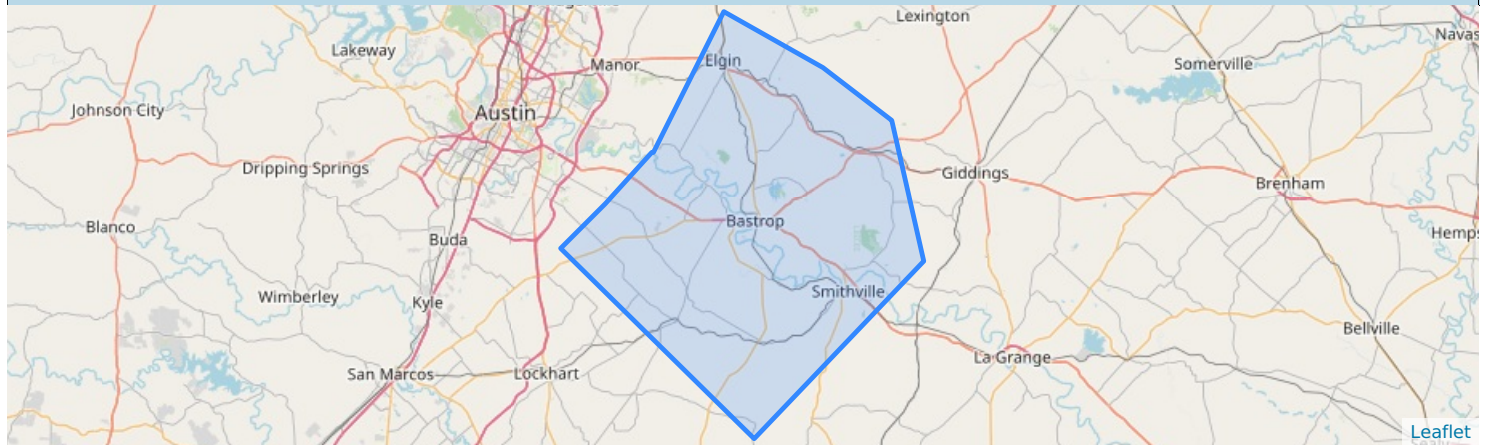 Lexington
Navas
Lakeway
Elgin
Manor
Somerville
Johnson City
Austin
Dripping Springs
Giddings
Brenham
Blanco
Bastrop
Hemps
Buda
Smithville
Wimberley
Kyle
Bellville
La Grange
San Marcos
Lockhart
Leaflet